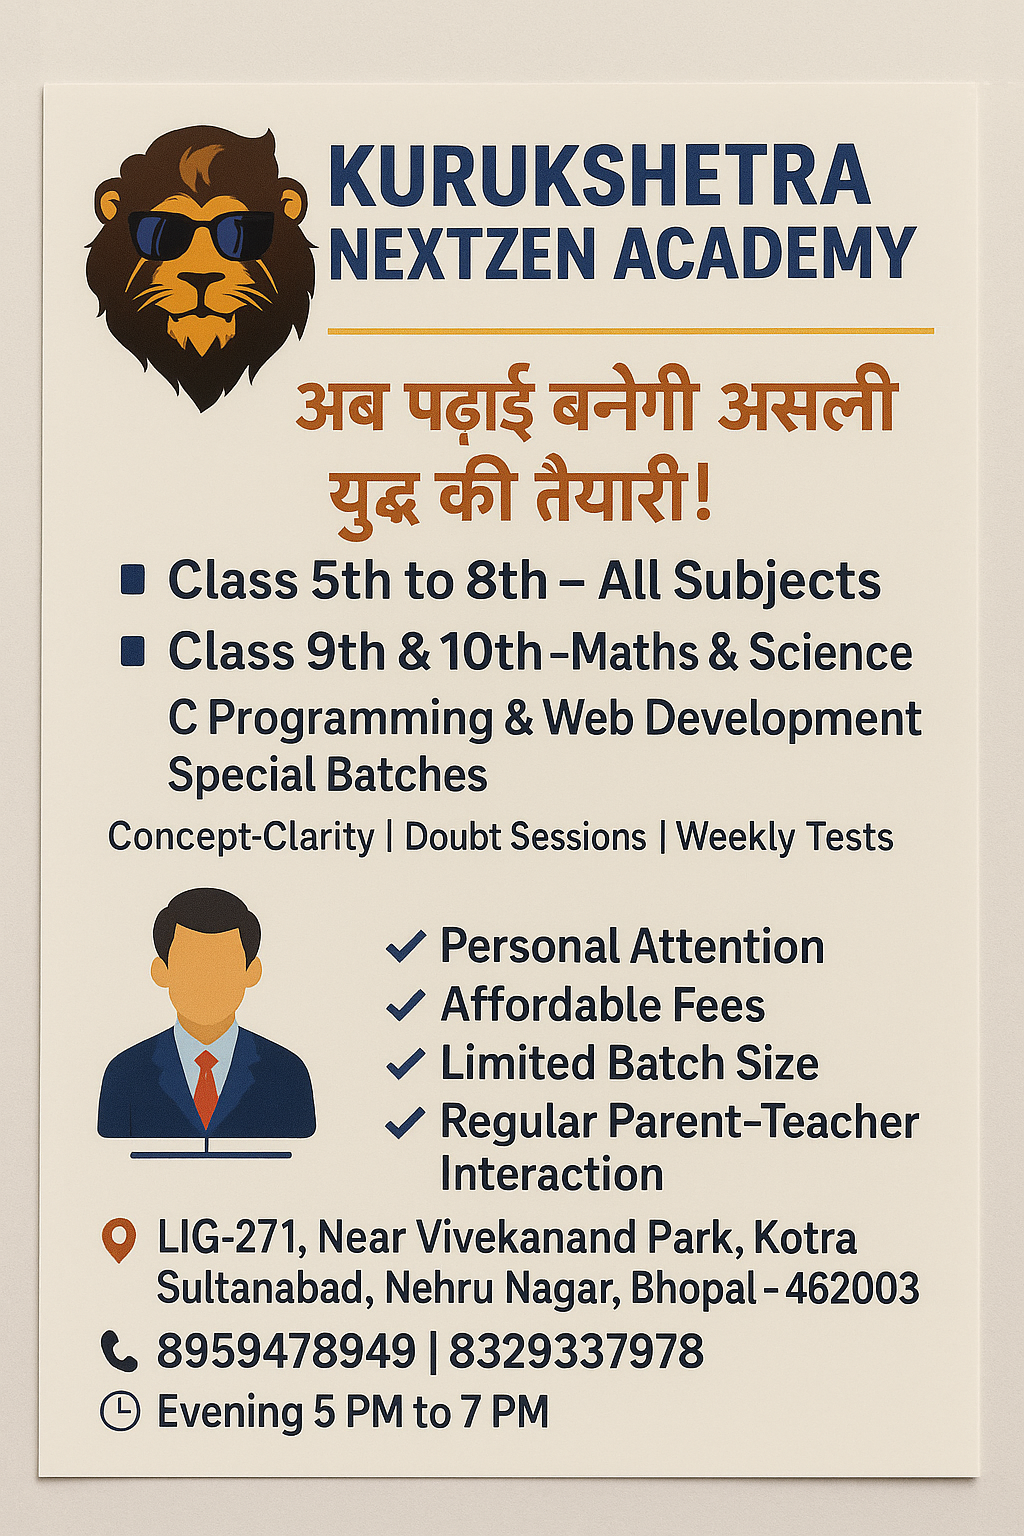 KURUKSHETRA
NEXTZEN ACADEMY
अब पढ़ाई बनेगी असली
युद्ध की तैयारी!
Class 5th to 8th – All Subjects
Class 9th & 10th-Maths & Science
C Programming & Web Development
Special Batches
Concept-Clarity | Doubt Sessions | Weekly Tests
Personal Attention
Affordable Fees
Limited Batch Size
Regular Parent-Teacher
Interaction
LIG-271, Near Vivekanand Park, Kotra
Sultanabad, Nehru Nagar, Bhopal - 462003
8959478949 | 8329337978
Evening 5 PM to 7 PM